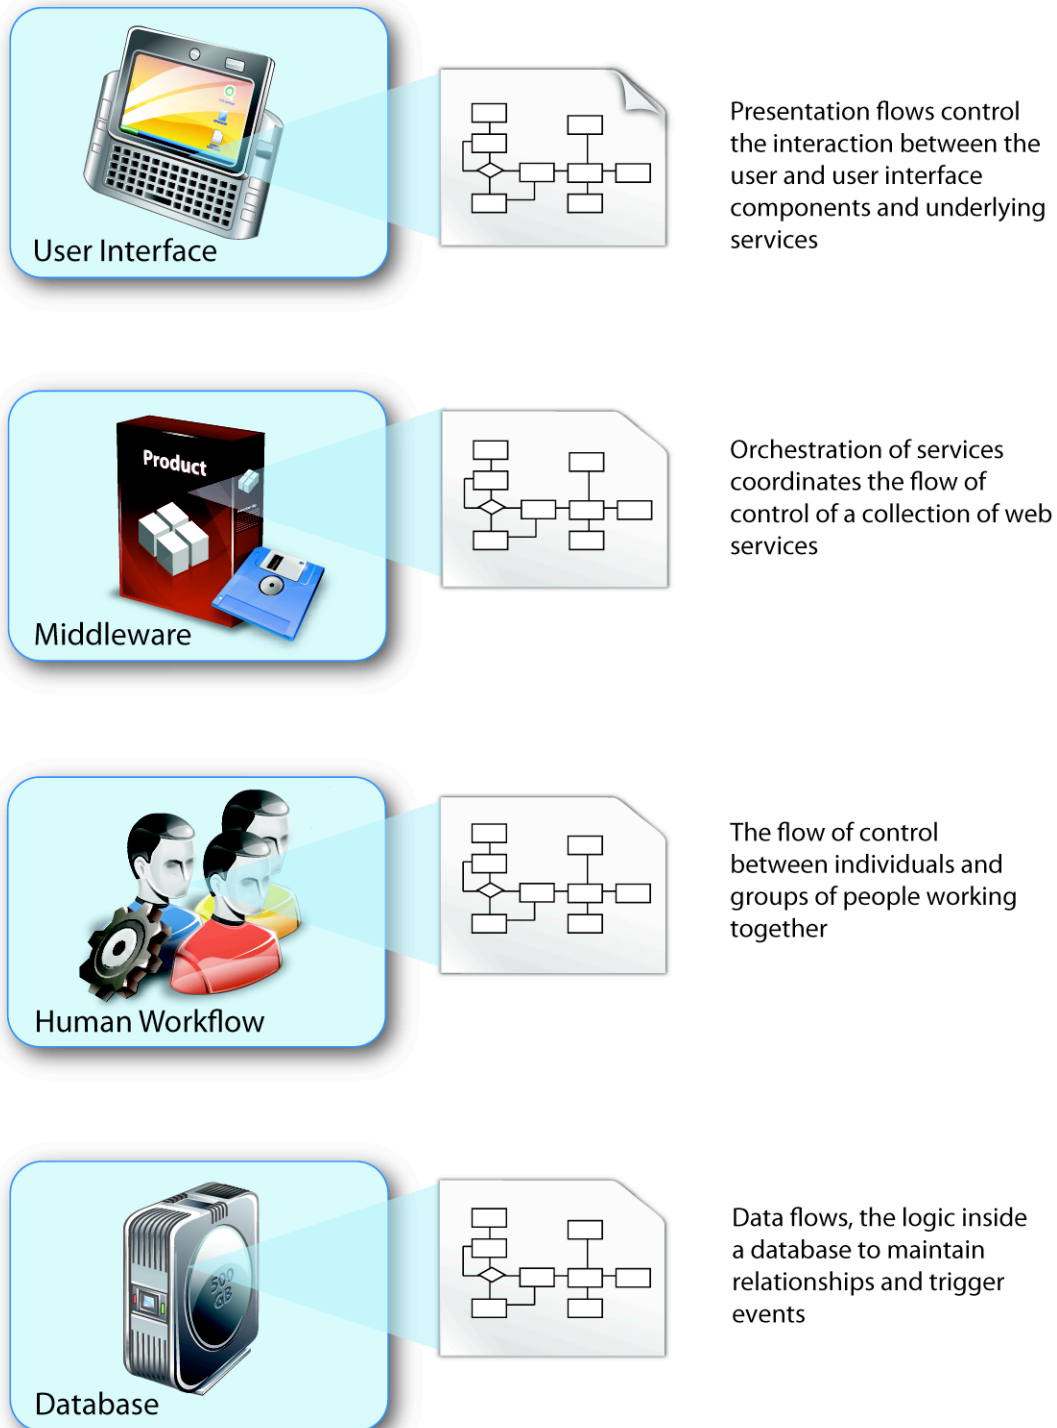 User Interface
Presentation flows control
the interaction between the
user and user interface
components and underlying
services
Product
Middleware
Orchestration of services
coordinates the flow of
control of a collection of web
services
Human Workflow
The flow of control
between individuals and
groups of people working
together
500
GB
Database
Data flows, the logic inside
a database to maintain
relationships and trigger
events